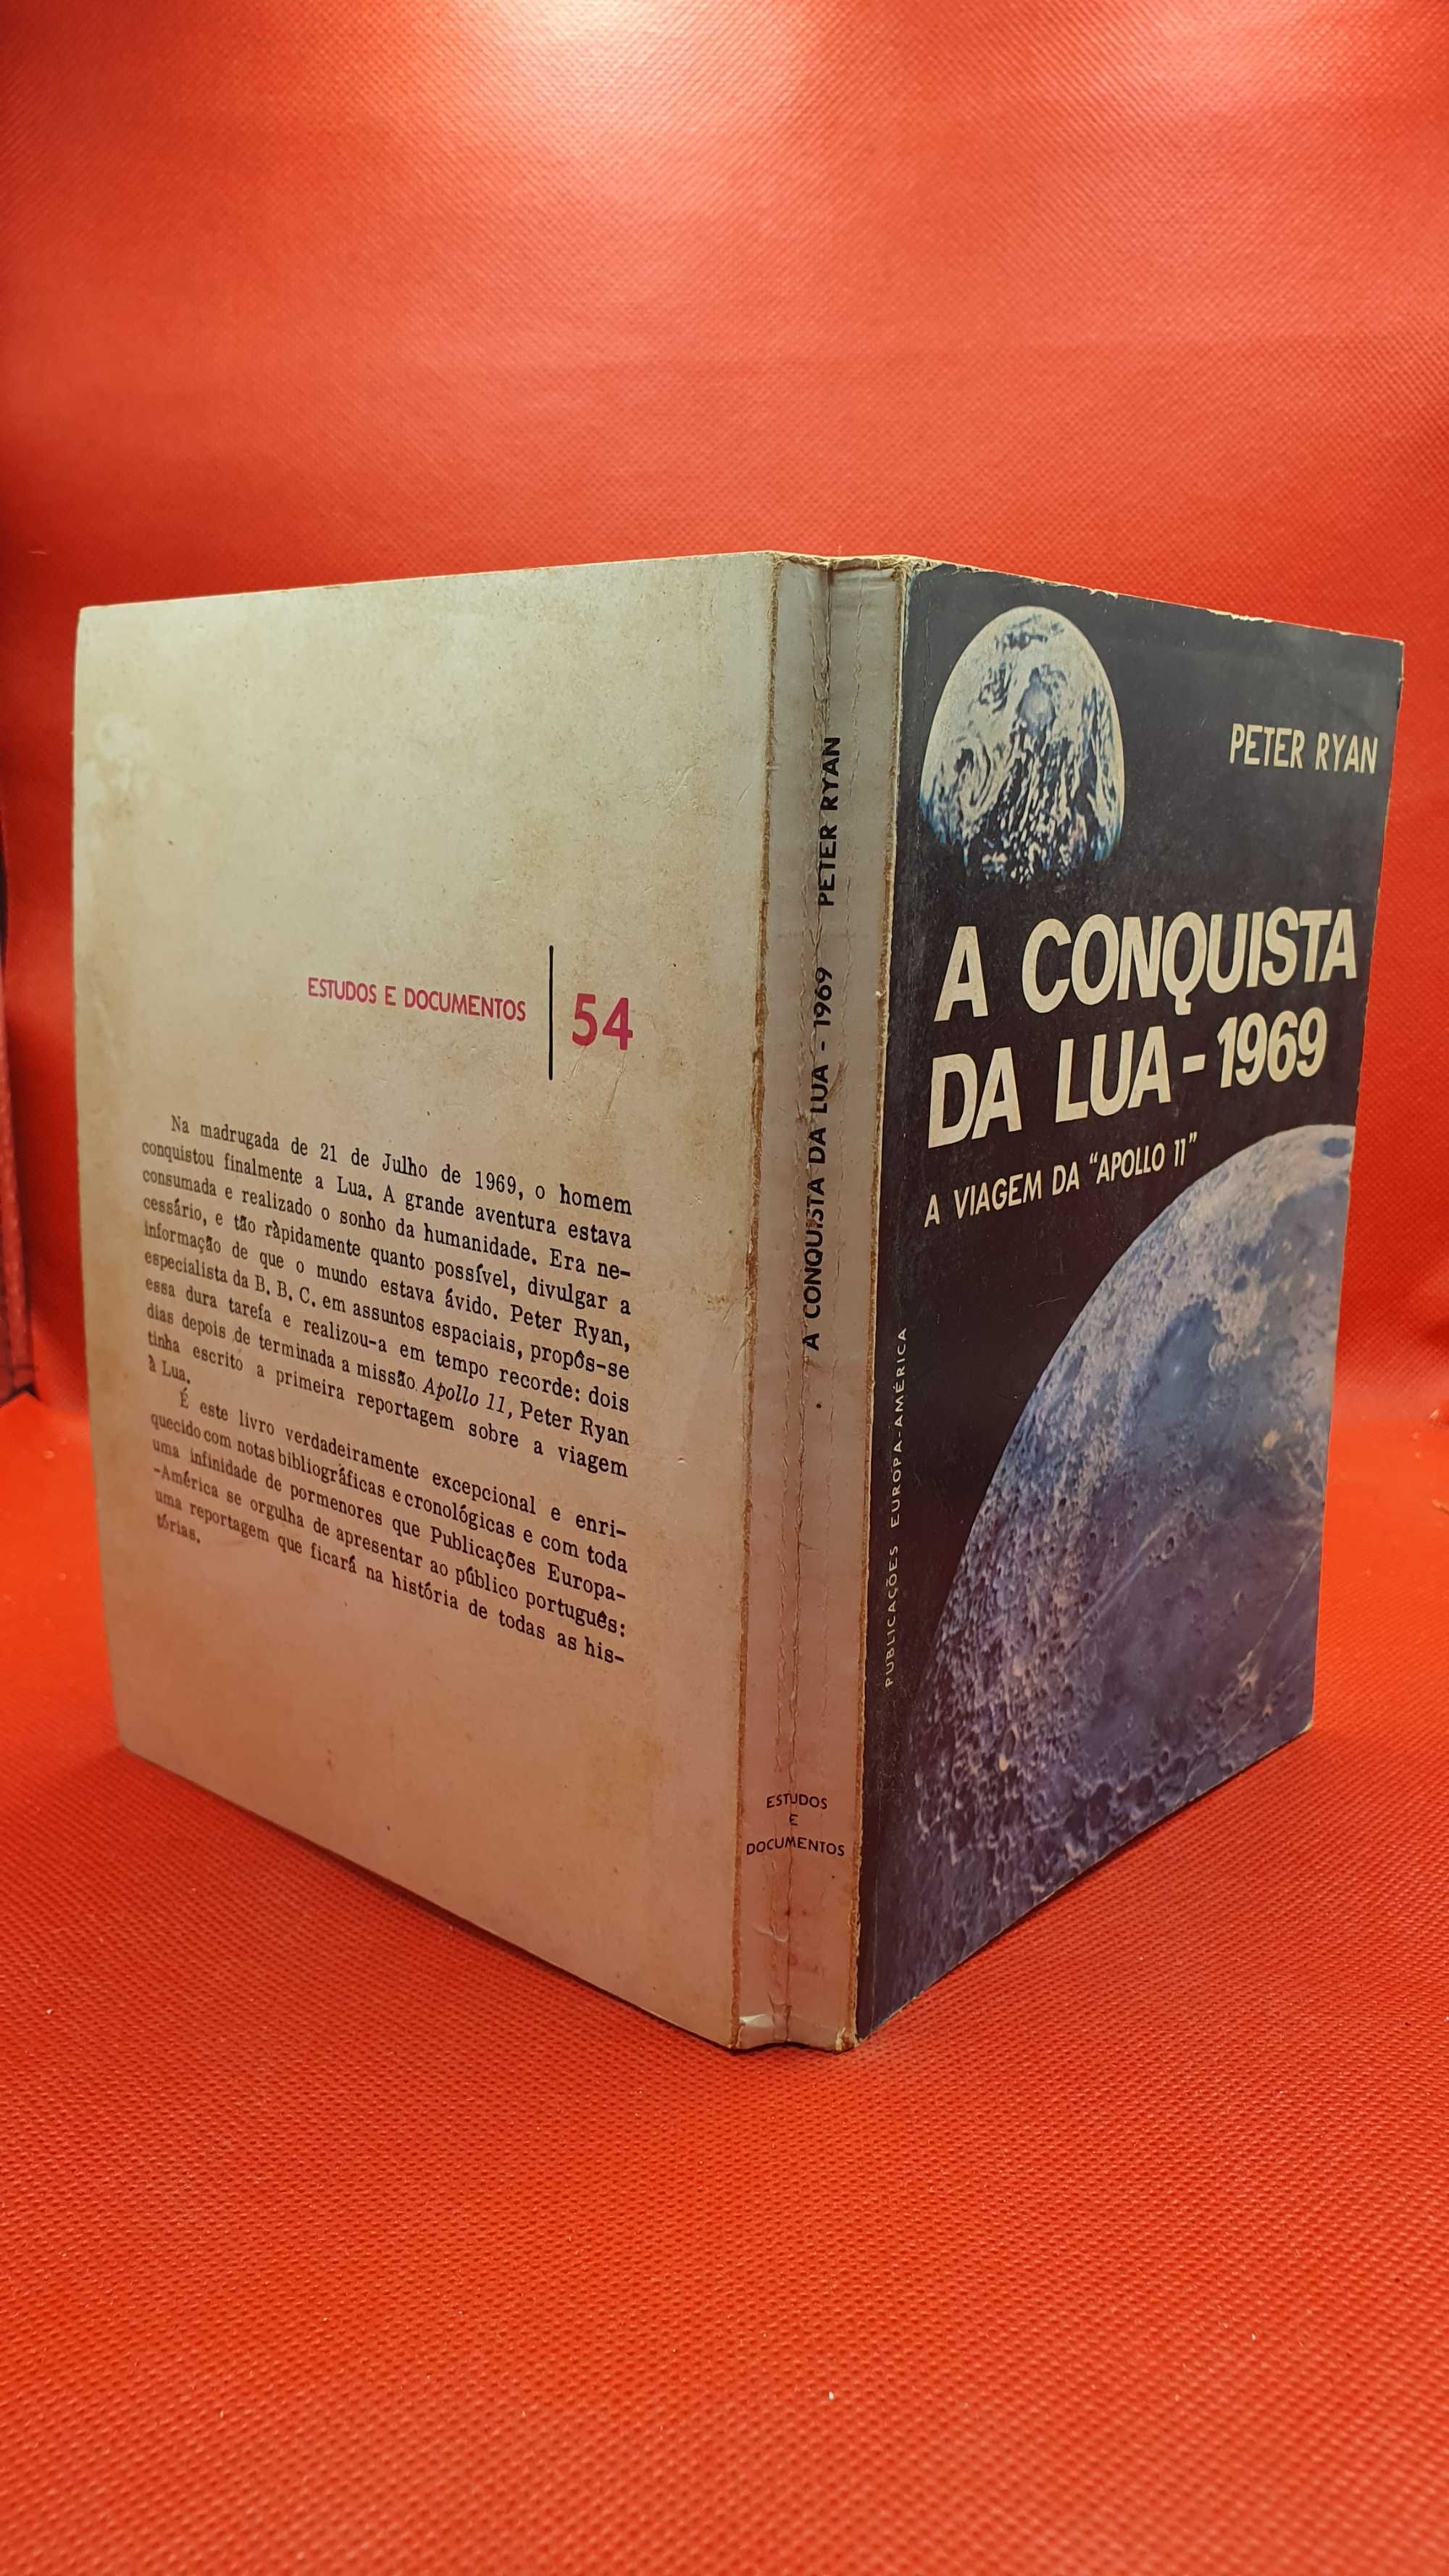 ESTUDOS E DOCUMENTOS
54
Na madrugada de 21 de Julho de 1969, o homem
conquistou finalmente a Lua. A grande aventura estava
consumada e realizado o sonho da humanidade. Era ne-
cessário, e tão ràpidamente quanto possível, divulgar a
informação de que o mundo estava ávido. Peter Ryan,
especialista da B. B. C. em assuntos espaciais, propôs-se
essa dura tarefa e realizou-a em tempo recorde: dois
dias depois de terminada a missão Apollo 11, Peter Ryan
tinha escrito a primeira reportagem sobre a viagem
à Lua.
É este livro verdadeiramente excepcional e enri-
quecido com notas bibliográficas e cronológicas e com toda
uma infinidade de pormenores que Publicações Europa-
-América se orgulha de apresentar ao público português:
uma reportagem que ficará na história de todas as his-
tórias.
A CONQUISTA DA LUA - 1969 PETER RYAN
ESTUDOS
E
DOCUMENTOS
PETER RYAN
A CONQUISTA
DA LUA - 1969
A VIAGEM DA "APOLLO 11"
PUBLICAÇÕES EUROPA-AMÉRICA